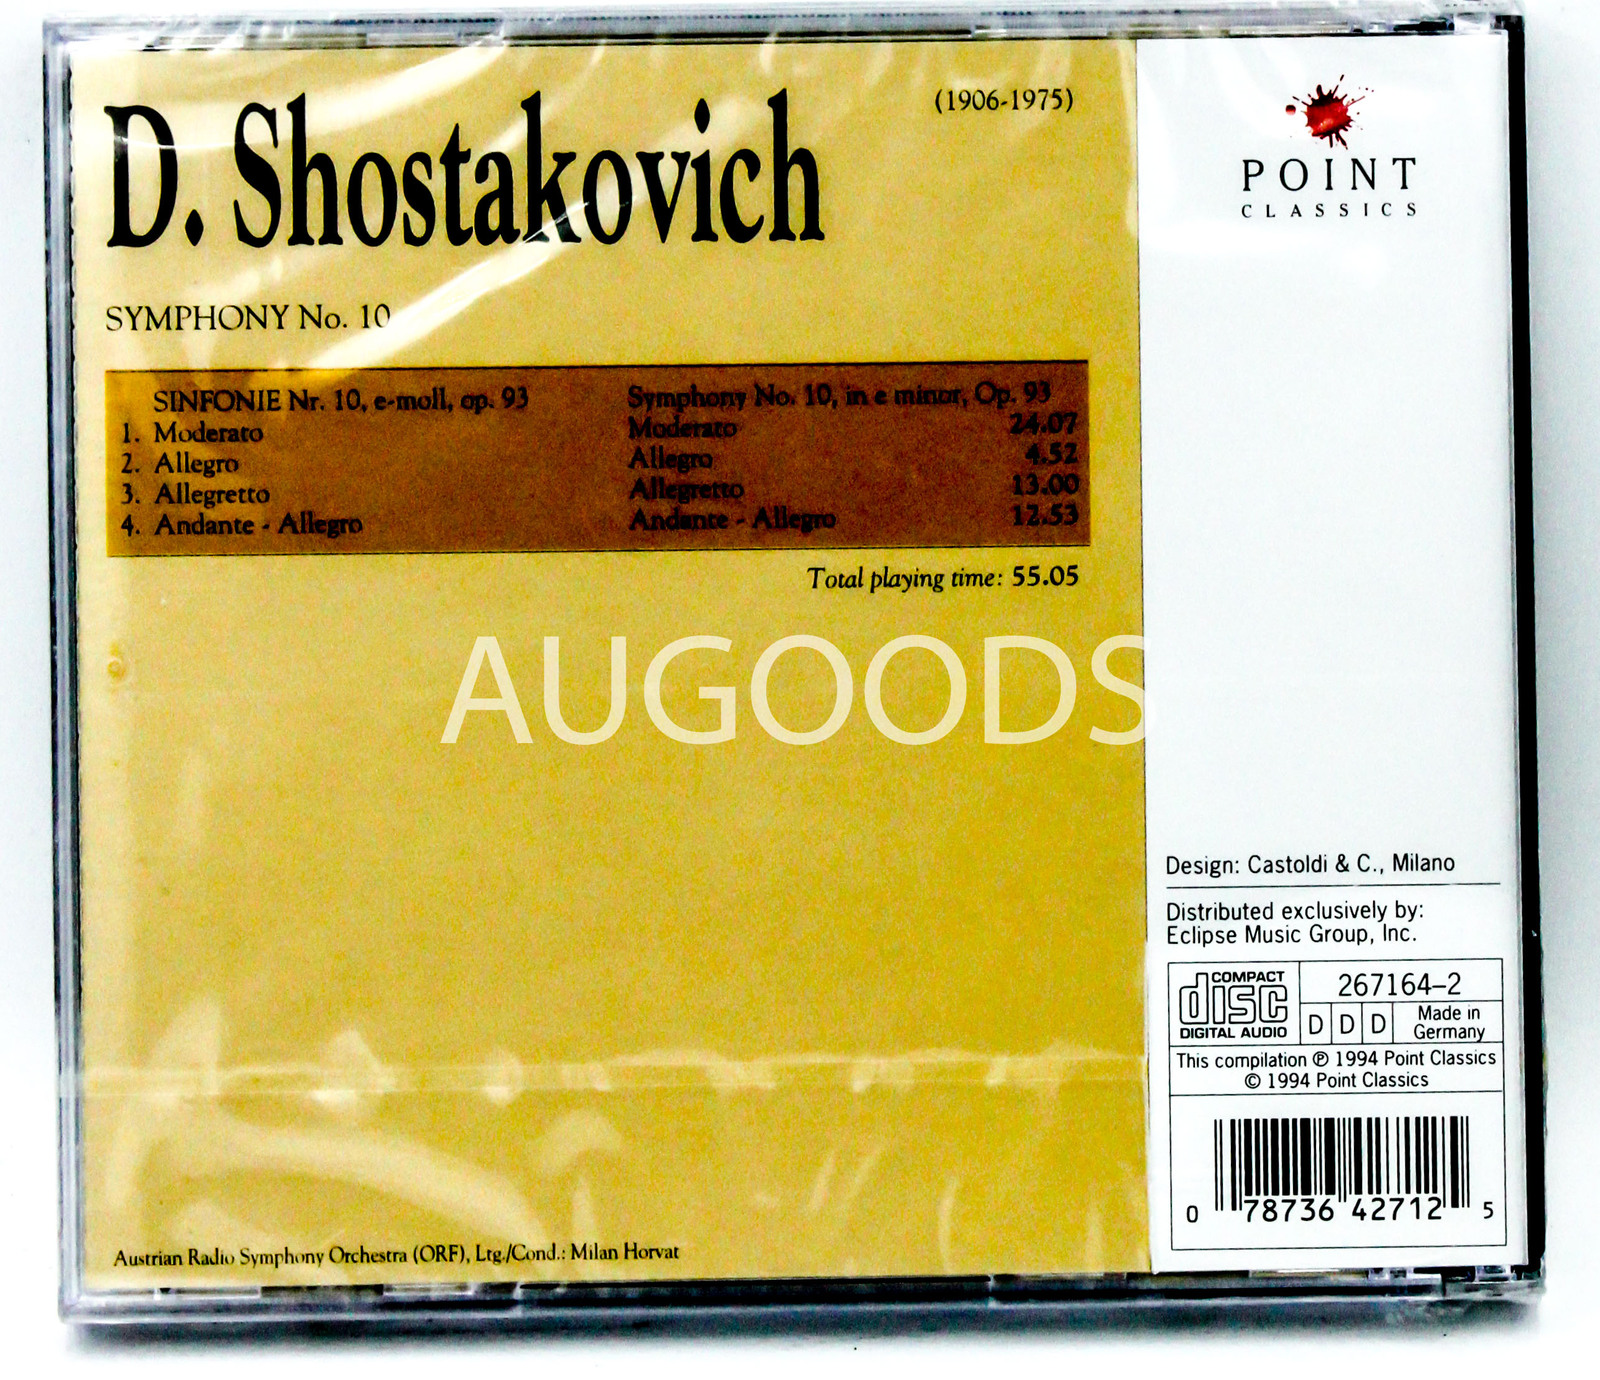 D. Shostakovich
(1906-1975)
SYMPHONY No. 10
SINFONIE Nr. 10, e-moll, op. 93 Symphony No. 10, in e minor, Op. 93
1. Moderato Moderato 24.07
2. Allegro Allegro 4.52
3. Allegretto Allegretto 13.00
4. Andante - Allegro Andante - Allegro 12.53
Total playing time: 55.05
AUGOODS
Austrian Radio Symphony Orchestra (ORF), Ltg./Cond.: Milan Horvat
POINT
CLASSICS
Design: Castoldi & C., Milano
Distributed exclusively by:
Eclipse Music Group, Inc.
COMPACT
disc
DIGITAL AUDIO
267164-2
D D D
Made in
Germany
This compilation ℗ 1994 Point Classics
© 1994 Point Classics
0 78736 42712 5